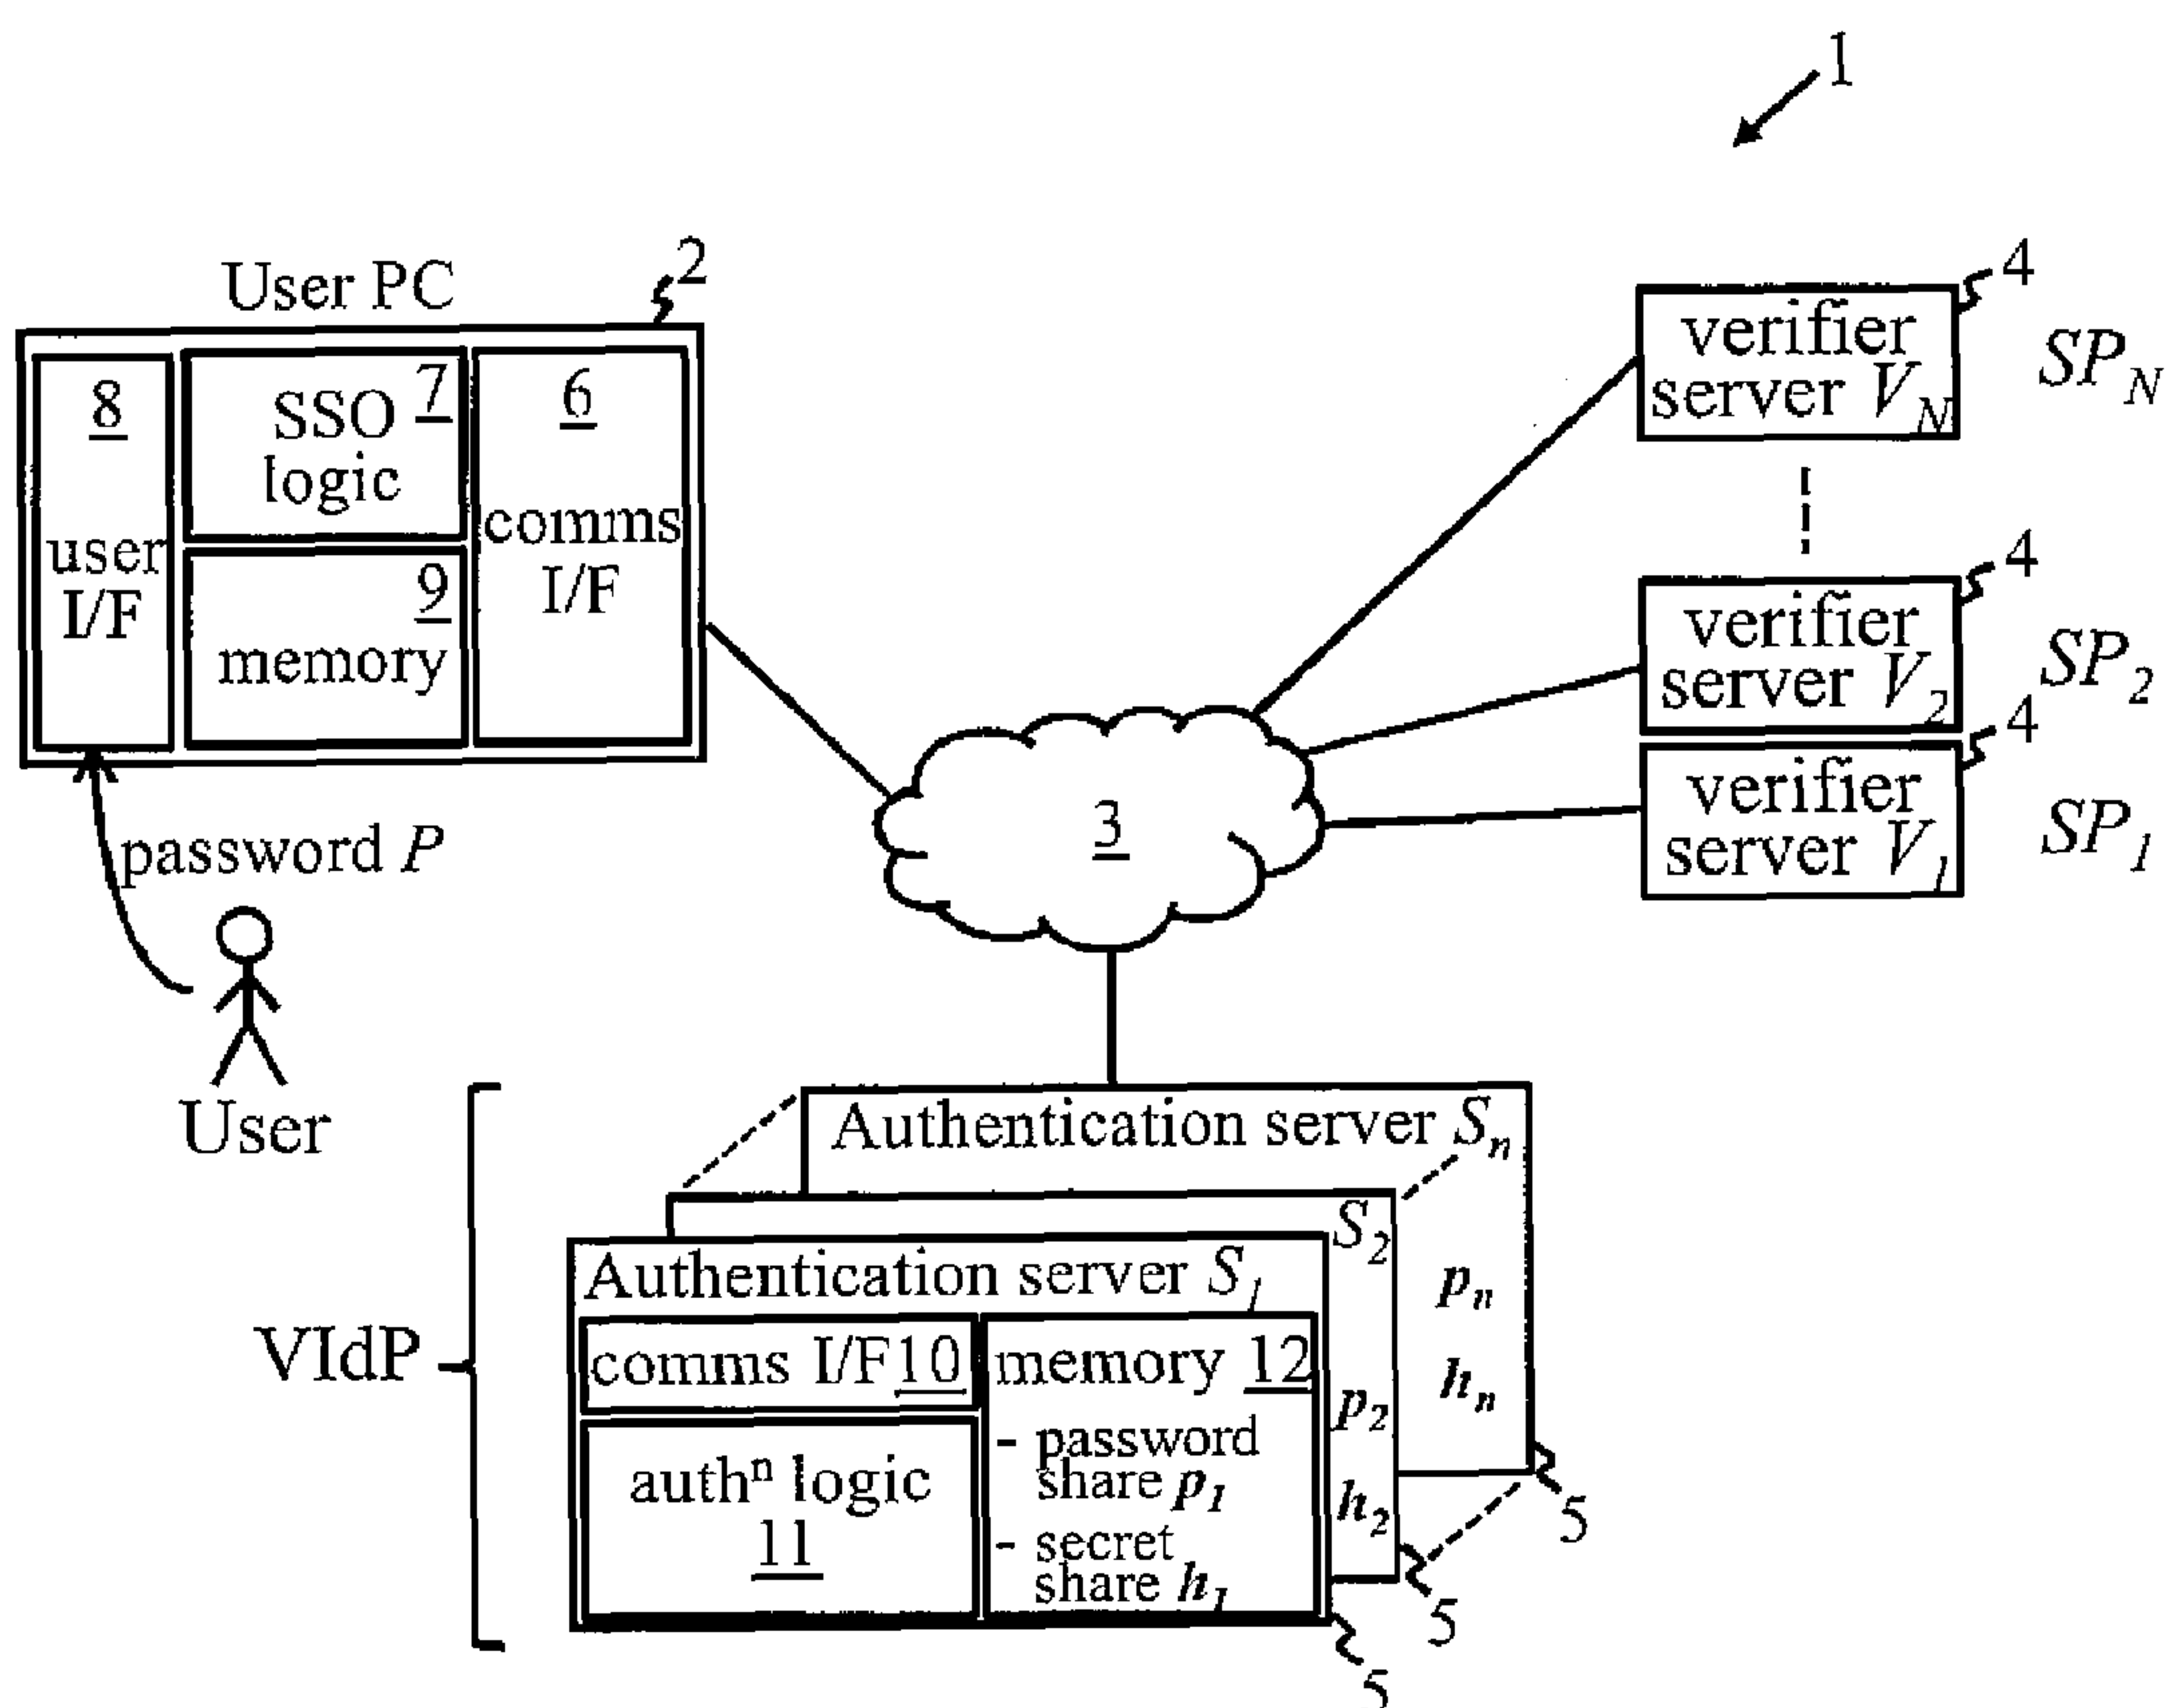 1
User PC
2
8
user
I/F
7
SSO
logic
9
memory
6
comms
I/F
password P
User
3
4
verifier
server V_N
SP_N
4
verifier
server V_2
SP_2
4
verifier
server V_1
SP_1
VIdP
Authentication server S_n
p_n
h_n
5
S_2
p_2
h_2
5
Authentication server S_1
comms I/F 10
authⁿ logic
11
memory 12
- password
share p_1
- secret
share h_1
5